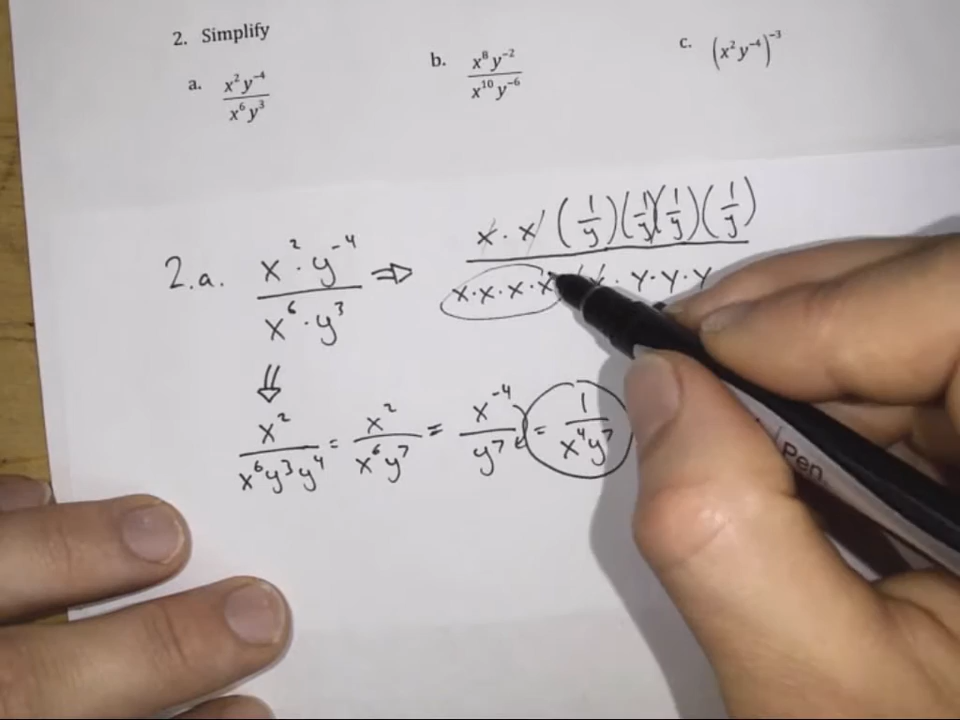 2. Simplify
a. x²y⁻⁴ / x⁶y³ b. x⁸y⁻² / x¹⁰y⁻⁶ c. (x²y⁻⁴)⁻³
2.a. x²·y⁻⁴ / x⁶·y³ ⇒ x·x(1/y)(1/y)(1/y)(1/y) / x·x·x·x · y·y·y
⇓
x² / x⁶y³y⁴ = x² / x⁶y⁷ = x⁻⁴ / y⁷ = 1 / x⁴y⁷
Pen